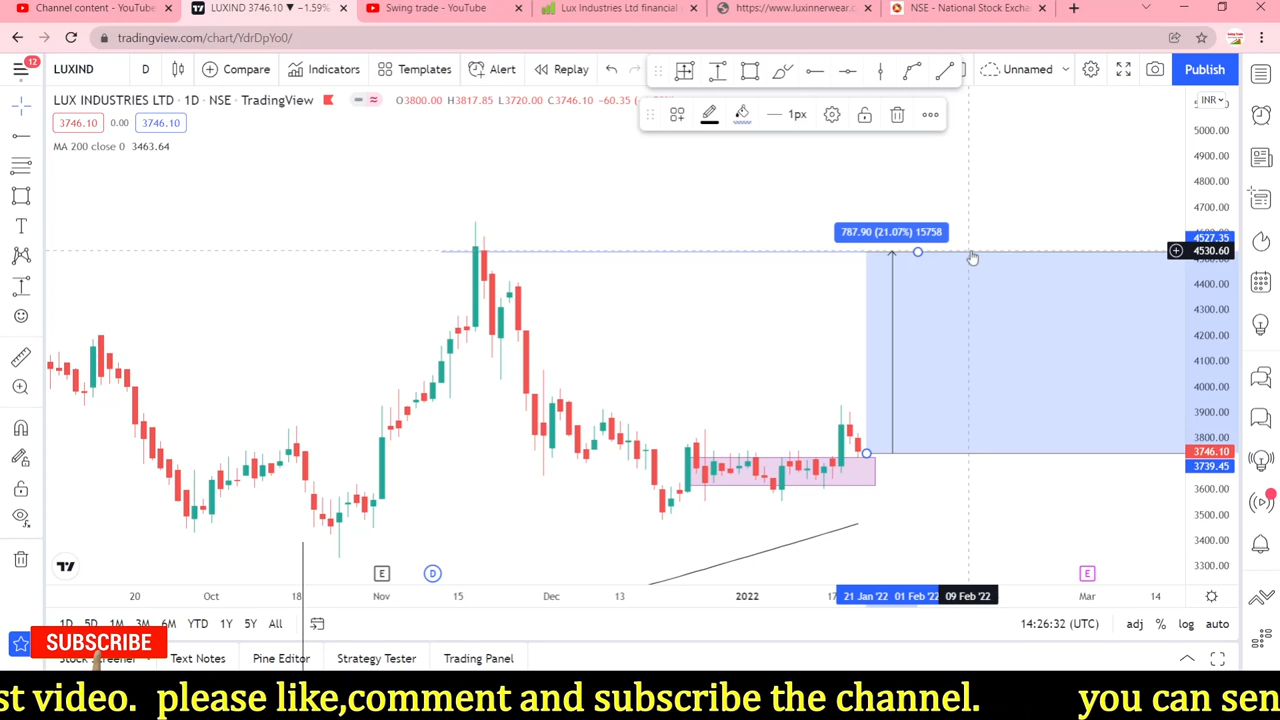 Channel content - YouTube
LUXIND 3746.10 ▼ −1.59%
Swing trade - YouTube
Lux Industries Ltd financial
https://www.luxinnerwear.c
NSE - National Stock Exchan
tradingview.com/chart/YdrDpYo0/
12
LUXIND
D
Compare
Indicators
Templates
Alert
Replay
Unnamed
Publish
LUX INDUSTRIES LTD · 1D · NSE · TradingView
O3800.00 H3817.85 L3720.00 C3746.10 −60.35
1px
INR
3746.10
0.00
3746.10
MA 200 close 0 3463.64
5000.00
4900.00
4800.00
4700.00
787.90 (21.07%) 15758
4527.35
4530.60
4400.00
4300.00
4200.00
4100.00
4000.00
3900.00
3800.00
3746.10
3739.45
3600.00
3500.00
3400.00
3300.00
E
D
E
20
Oct
18
Nov
15
Dec
13
2022
21 Jan '22
01 Feb '22
09 Feb '22
Mar
14
1D
5D
1M
3M
6M
YTD
1Y
5Y
All
14:26:32 (UTC)
adj
%
log
auto
SUBSCRIBE
Stock Screener
Text Notes
Pine Editor
Strategy Tester
Trading Panel
st video. please like,comment and subscribe the channel. you can sen